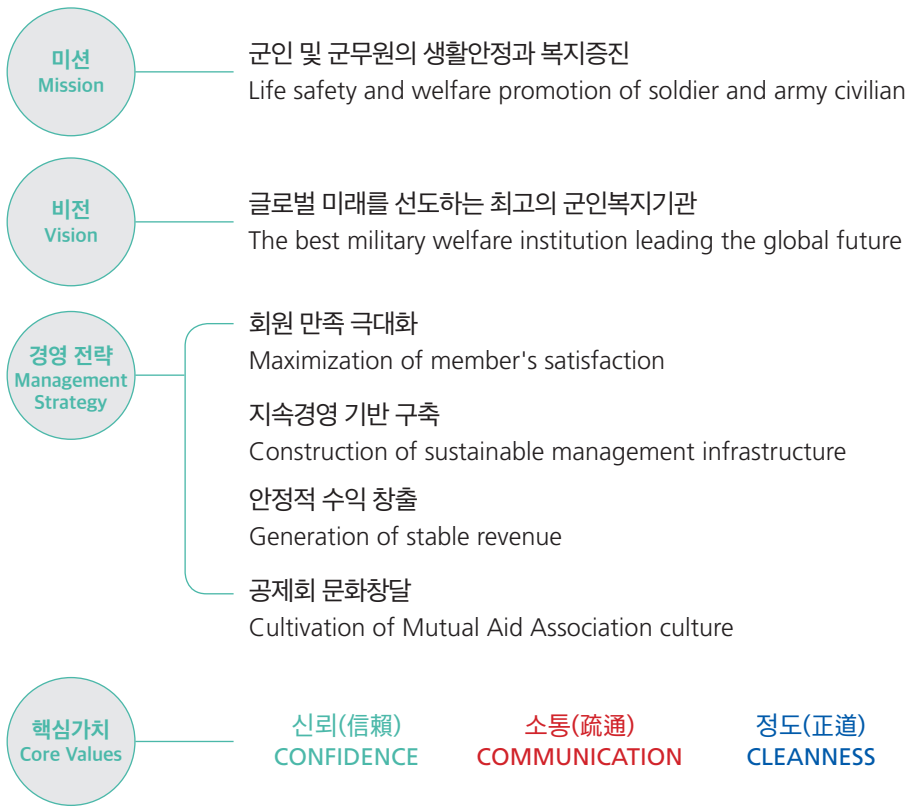 미션
Mission
군인 및 군무원의 생활안정과 복지증진
Life safety and welfare promotion of soldier and army civilian
비전
Vision
글로벌 미래를 선도하는 최고의 군인복지기관
The best military welfare institution leading the global future
경영 전략
Management
Strategy
회원 만족 극대화
Maximization of member's satisfaction
지속경영 기반 구축
Construction of sustainable management infrastructure
안정적 수익 창출
Generation of stable revenue
공제회 문화창달
Cultivation of Mutual Aid Association culture
핵심가치
Core Values
신뢰(信賴)
CONFIDENCE
소통(疏通)
COMMUNICATION
정도(正道)
CLEANNESS